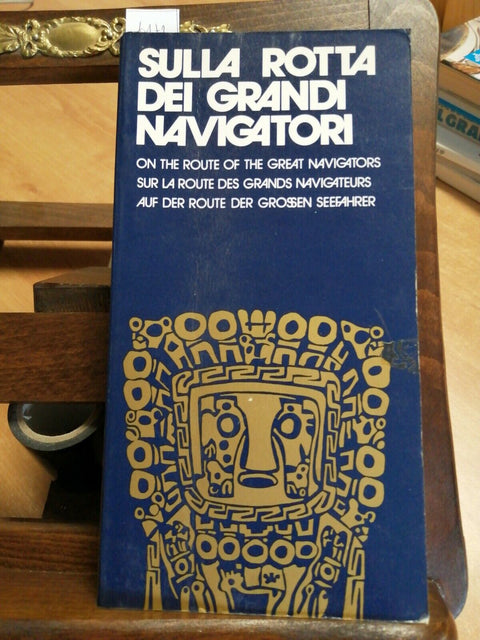 SULLA ROTTA
DEI GRANDI
NAVIGATORI
ON THE ROUTE OF THE GREAT NAVIGATORS
SUR LA ROUTE DES GRANDS NAVIGATEURS
AUF DER ROUTE DER GROSSEN SEEFAHRER